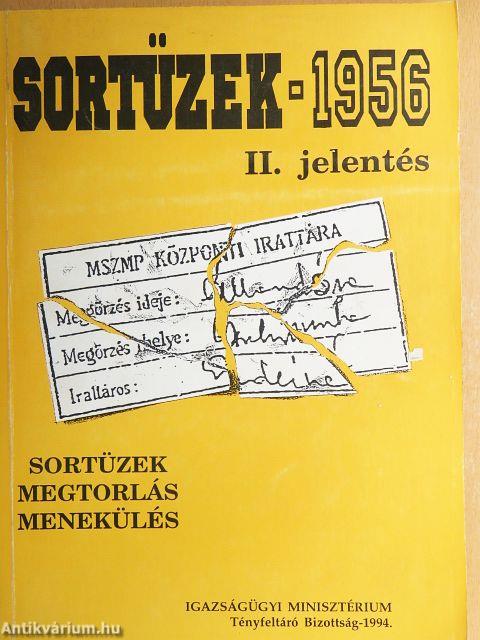 SORTÜZEK - 1956
II. jelentés
MSZMP KÖZPONTI IRATTÁRA
Megőrzés ideje:
Megőrzés helye:
Iralláros:
SORTÜZEK
MEGTORLÁS
MENEKÜLÉS
IGAZSÁGÜGYI MINISZTÉRIUM
Tényfeltáró Bizottság-1994.
Antikvárium.hu